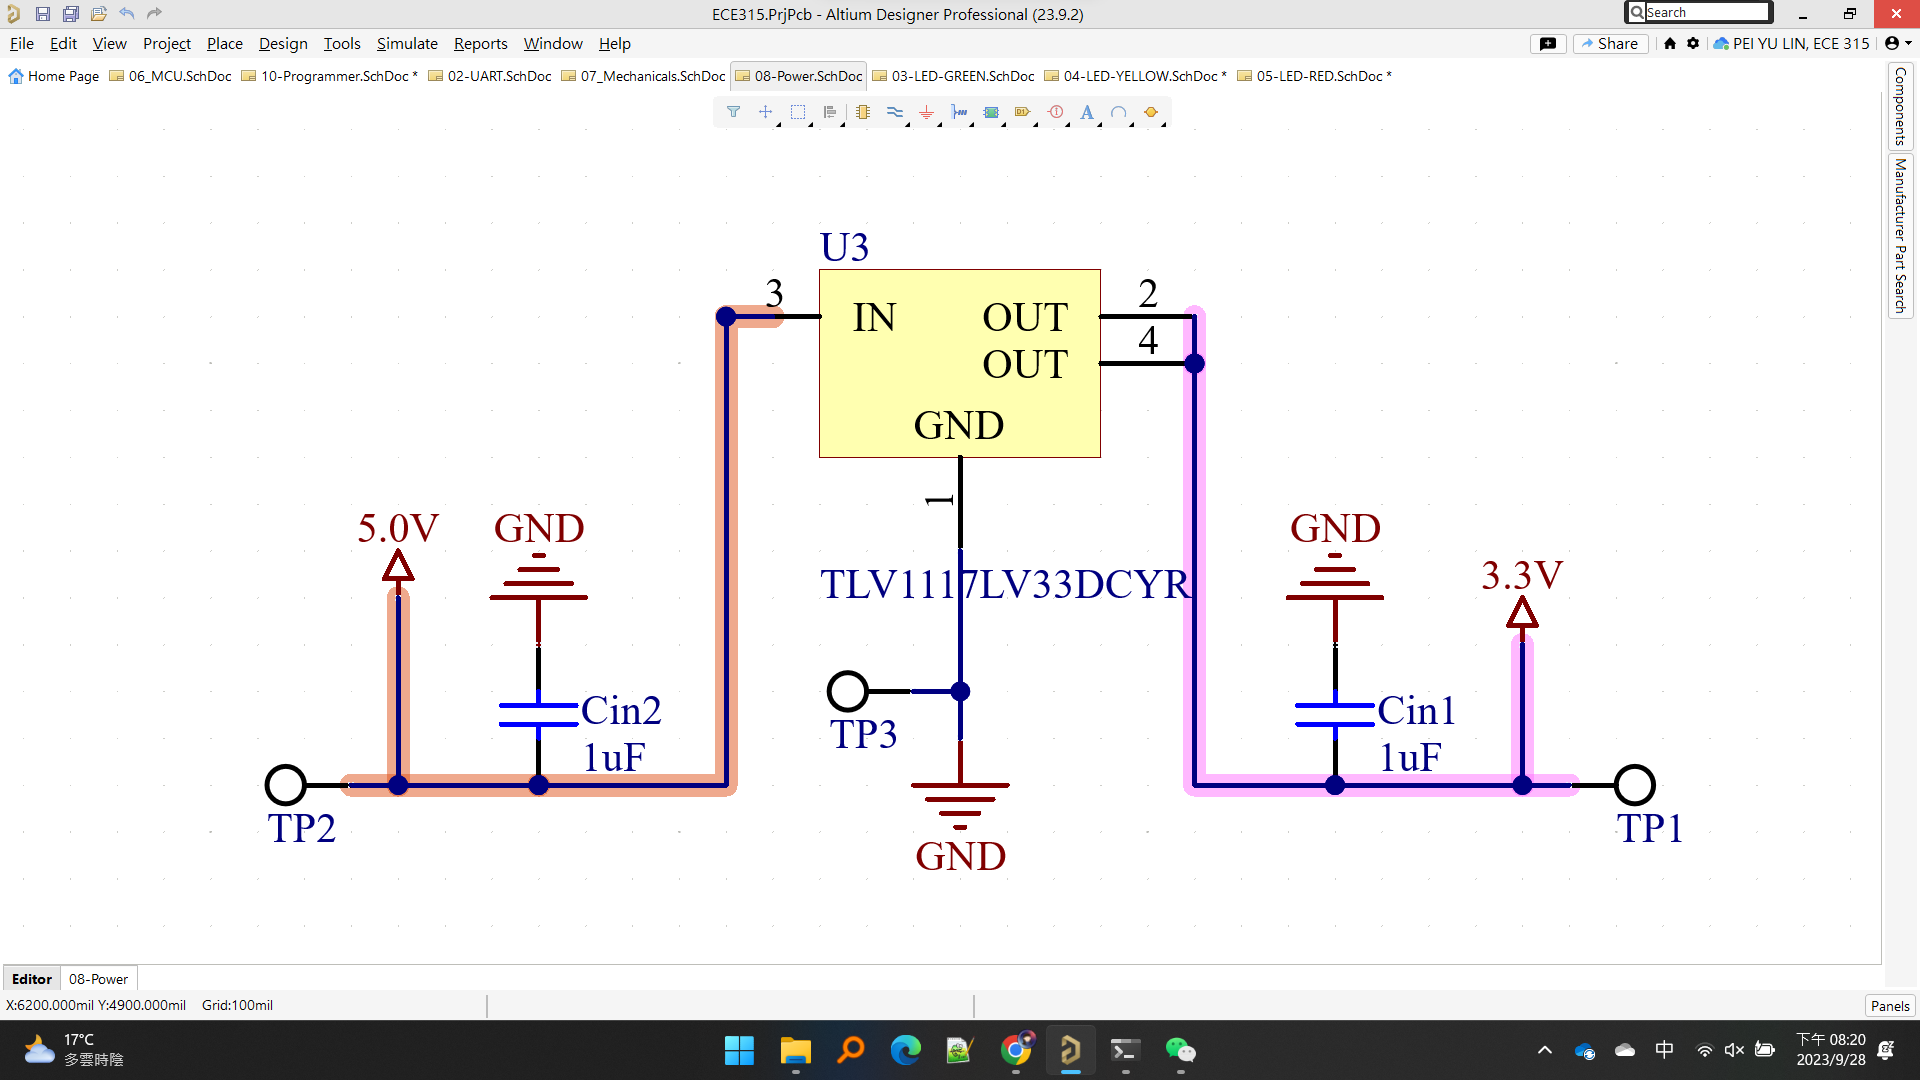 ECE315.PrjPcb - Altium Designer Professional (23.9.2)
Search
File Edit View Project Place Design Tools Simulate Reports Window Help
Share
PEI YU LIN, ECE 315
Home Page 06_MCU.SchDoc 10-Programmer.SchDoc * 02-UART.SchDoc 07_Mechanicals.SchDoc 08-Power.SchDoc 03-LED-GREEN.SchDoc 04-LED-YELLOW.SchDoc * 05-LED-RED.SchDoc *
Components
Manufacturer Part Search
U3
3 IN OUT 2
OUT 4
GND
1
5.0V GND GND
TLV1117LV33DCYR 3.3V
Cin2 Cin1
TP3
1uF 1uF
TP2 TP1
GND
Editor 08-Power
X:6200.000mil Y:4900.000mil Grid:100mil
Panels
17°C
多雲時陰
中
下午 08:20
2023/9/28